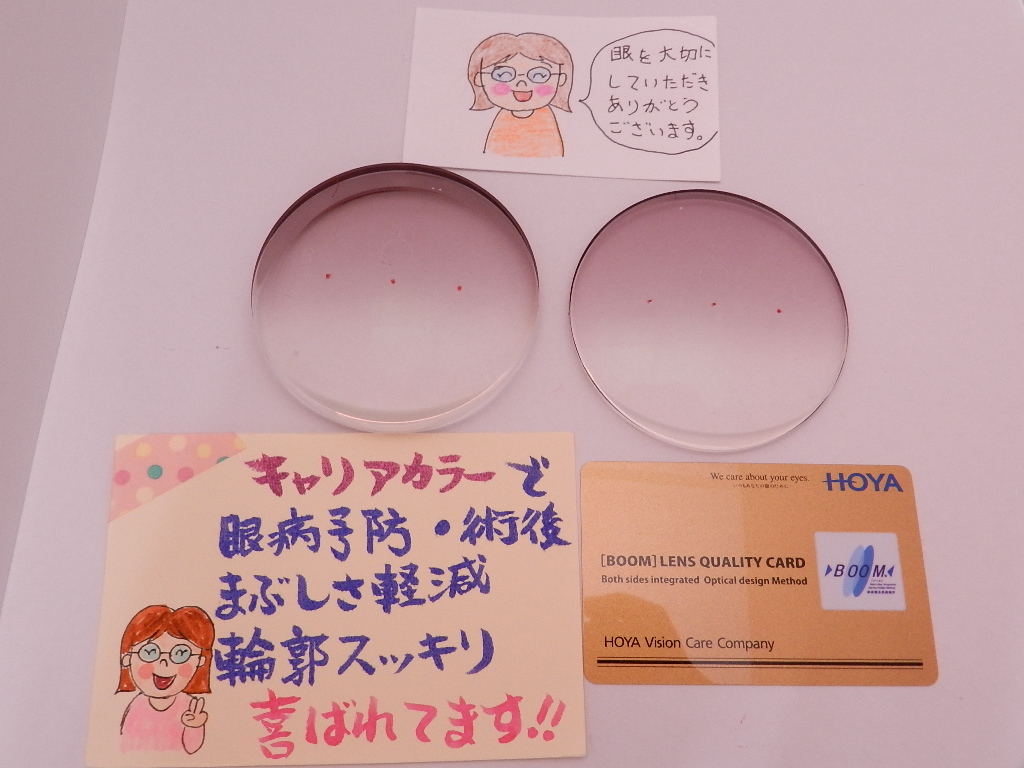 眼を大切に
していただき
ありがとう
ございます。
キャリアカラーで
眼病予防・術後
まぶしさ軽減
輪郭スッキリ
喜ばれてます!!
We care about your eyes.
HOYA
[BOOM] LENS QUALITY CARD
Both sides integrated Optical design Method
BOOM
HOYA Vision Care Company